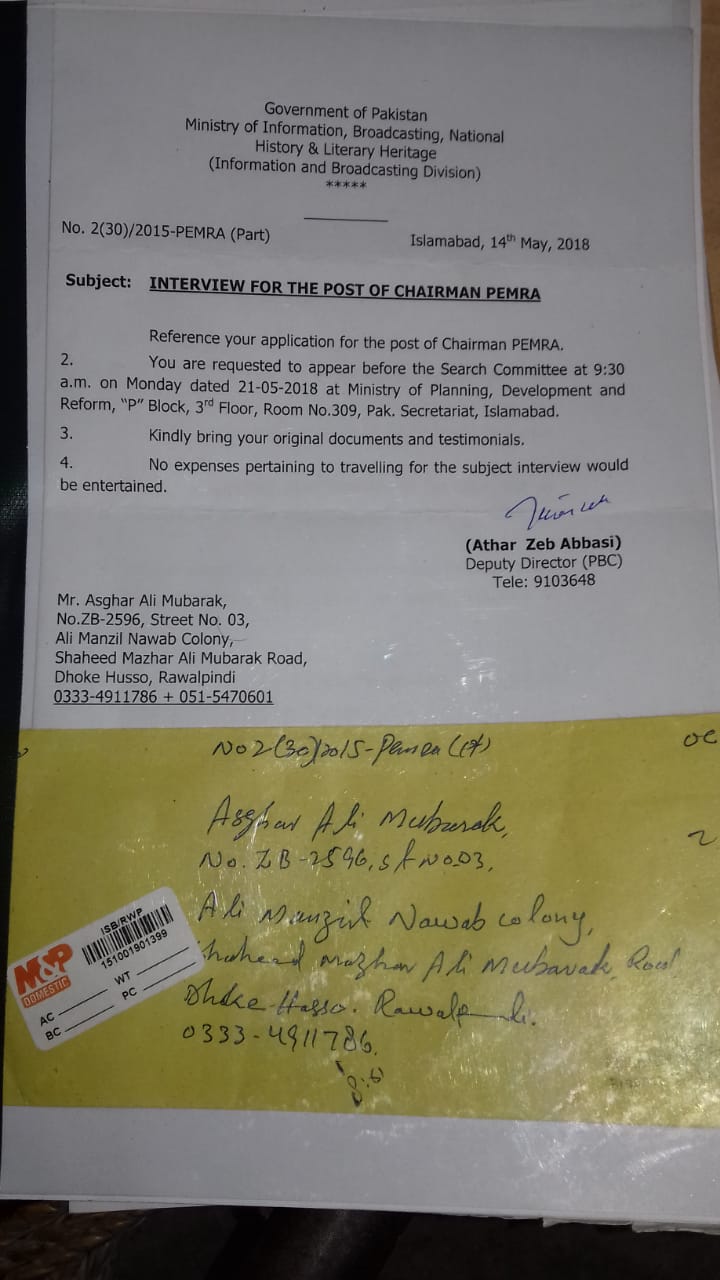 Government of Pakistan
Ministry of Information, Broadcasting, National
History & Literary Heritage
(Information and Broadcasting Division)
*****
No. 2(30)/2015-PEMRA (Part)
Islamabad, 14th May, 2018
Subject: INTERVIEW FOR THE POST OF CHAIRMAN PEMRA
Reference your application for the post of Chairman PEMRA.
2. You are requested to appear before the Search Committee at 9:30
a.m. on Monday dated 21-05-2018 at Ministry of Planning, Development and
Reform, "P" Block, 3rd Floor, Room No.309, Pak. Secretariat, Islamabad.
3. Kindly bring your original documents and testimonials.
4. No expenses pertaining to travelling for the subject interview would
be entertained.
(Athar Zeb Abbasi)
Deputy Director (PBC)
Tele: 9103648
Mr. Asghar Ali Mubarak,
No.ZB-2596, Street No. 03,
Ali Manzil Nawab Colony,
Shaheed Mazhar Ali Mubarak Road,
Dhoke Husso, Rawalpindi
0333-4911786 + 051-5470601
No 2(30)/2015-Pemra (Pt)
Asghar Ali Mubarak,
No. ZB-2596, St No.03,
Ali Manzil Nawab colony,
Shaheed Mazhar Ali Mubarak Road,
Dhoke Hasso. Rawalpindi.
0333-4911786.
ISB/RWP
151001901399
M&P
DOMESTIC
AC
WT
BC
PC